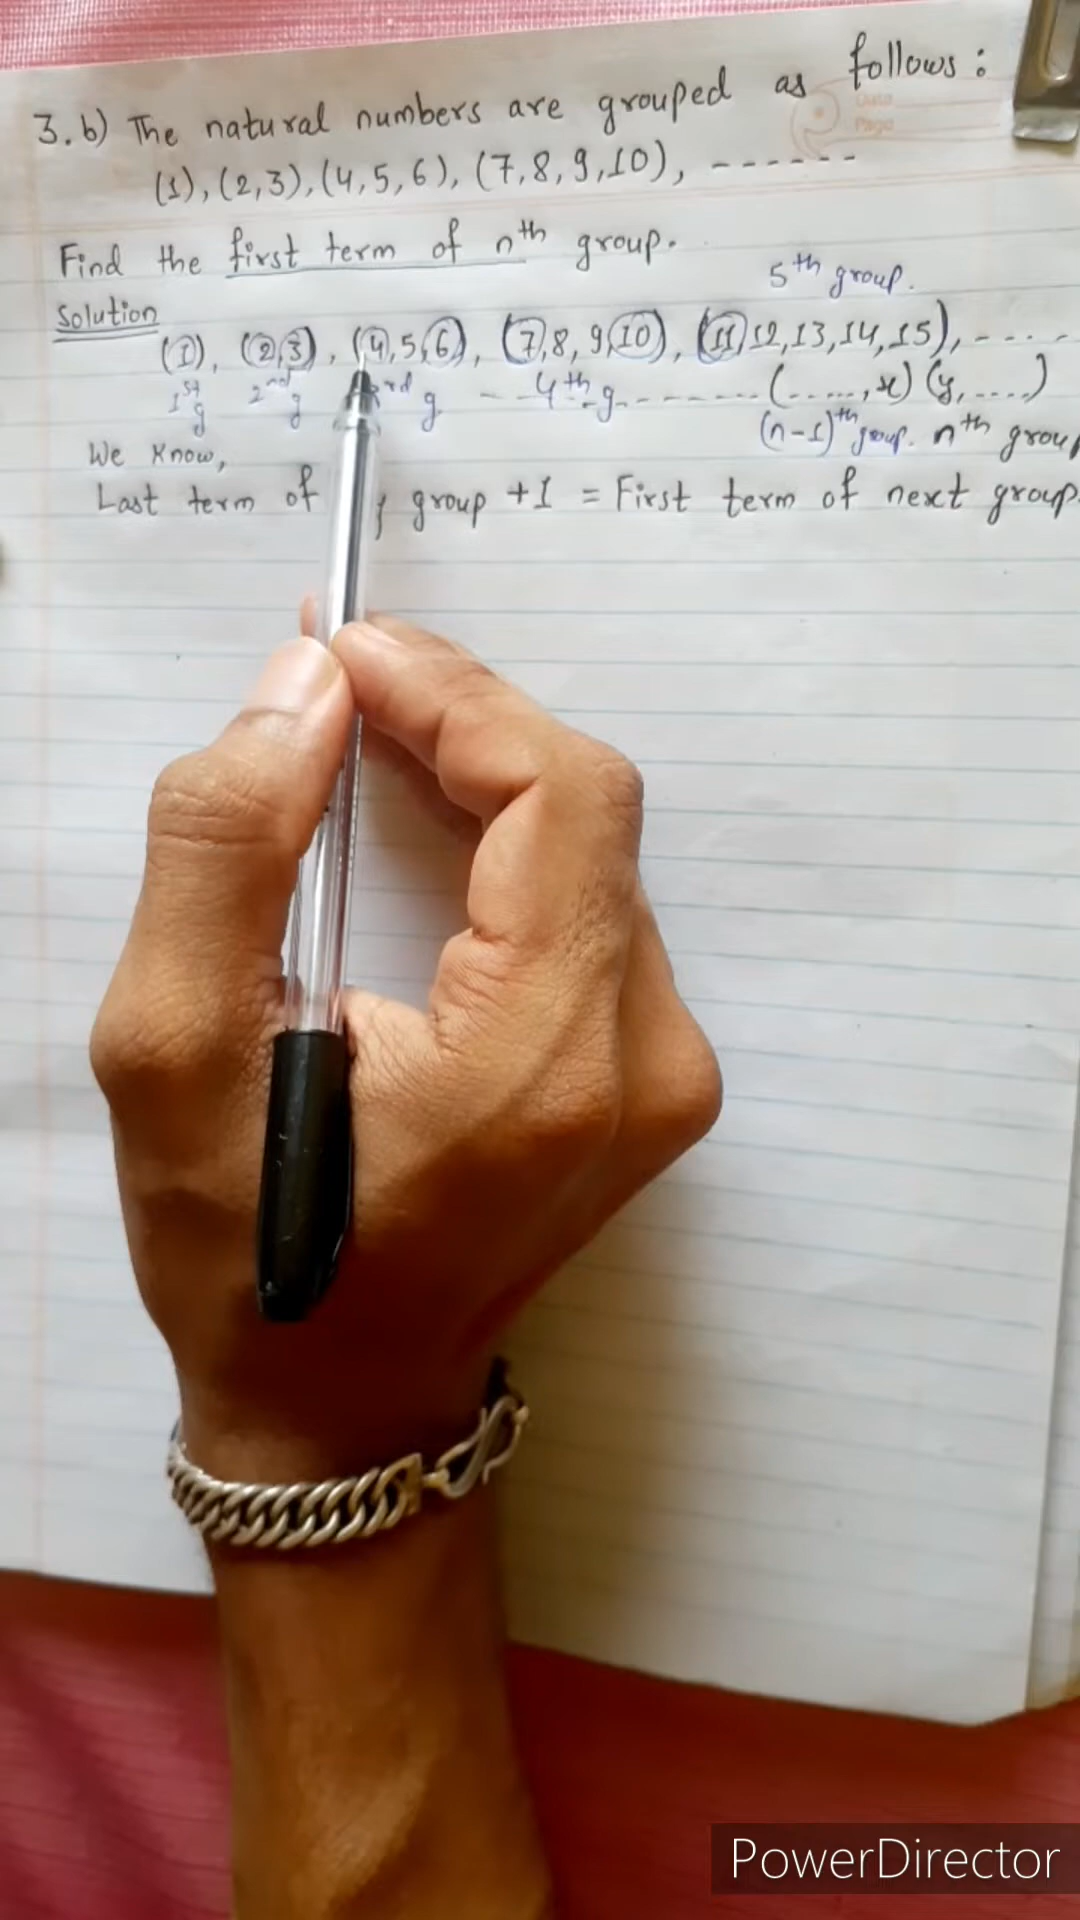 3. b) The natural numbers are grouped as follows:
(1), (2,3), (4,5,6), (7,8,9,10), ------
Find the first term of nth group.
5th group.
Solution
(1), (2,3), (4,5,6), (7,8,9,10), (11,12,13,14,15), -----
1st g 2nd g rd g -- 4th g ------- (......, x) (y, ....)
(n-1)th group. nth group
We know,
Last term of group +1 = First term of next group.
Date
Page
PowerDirector